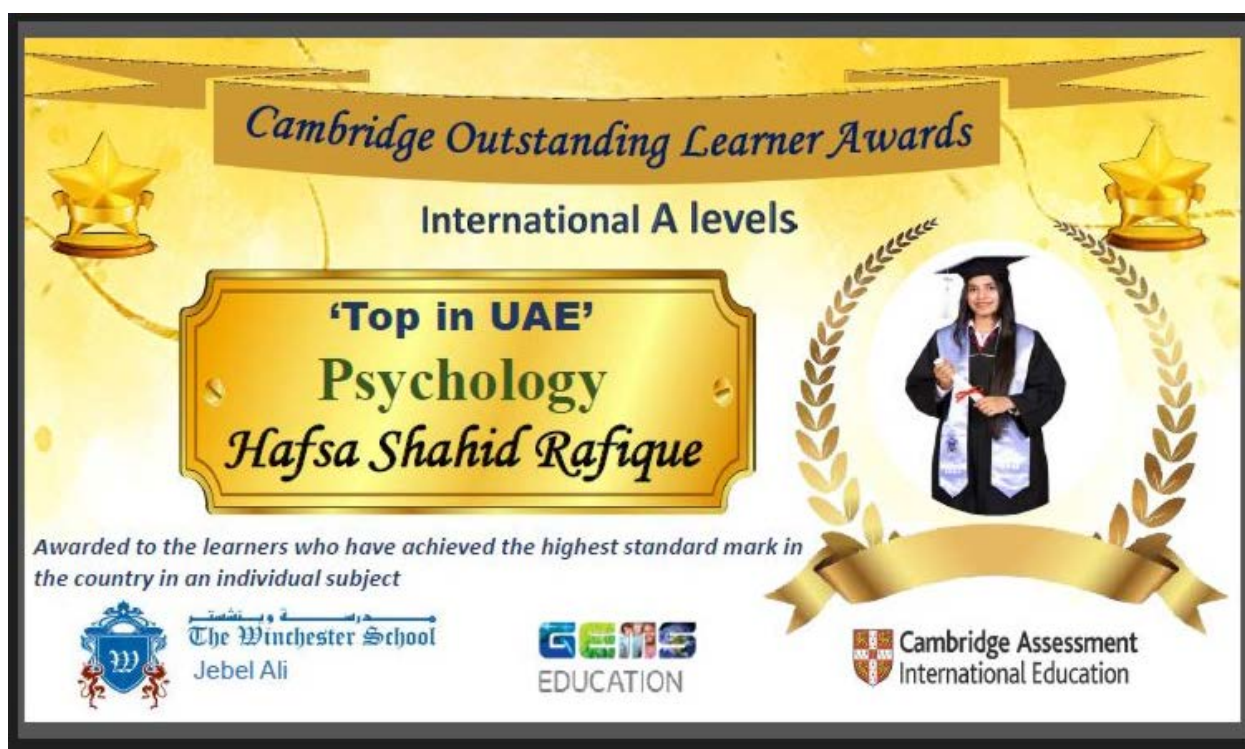 Cambridge Outstanding Learner Awards
International A levels
‘Top in UAE’
Psychology
Hafsa Shahid Rafique
Awarded to the learners who have achieved the highest standard mark in
the country in an individual subject
مدرسة وينشستر
The Winchester School
Jebel Ali
W
GEMS
EDUCATION
Cambridge Assessment
International Education